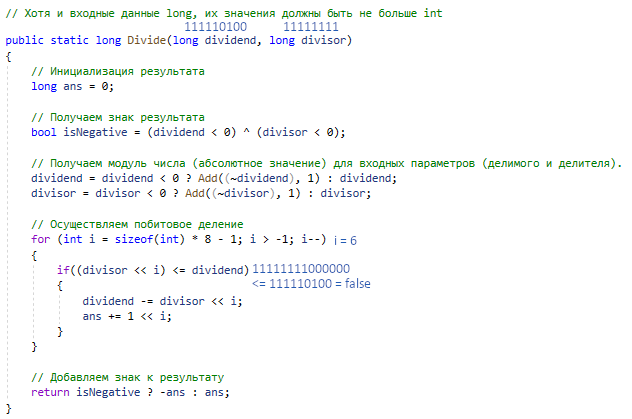 // Хотя и входные данные long, их значения должны быть не больше int
111110100 11111111
public static long Divide(long dividend, long divisor)
{
// Инициализация результата
long ans = 0;
// Получаем знак результата
bool isNegative = (dividend < 0) ^ (divisor < 0);
// Получаем модуль числа (абсолютное значение) для входных параметров (делимого и делителя).
dividend = dividend < 0 ? Add((~dividend), 1) : dividend;
divisor = divisor < 0 ? Add((~divisor), 1) : divisor;
// Осуществляем побитовое деление
for (int i = sizeof(int) * 8 - 1; i > -1; i--) i = 6
{
if((divisor << i) <= dividend) 11111111000000
{ <= 111110100 = false
dividend -= divisor << i;
ans += 1 << i;
}
}
// Добавляем знак к результату
return isNegative ? -ans : ans;
}